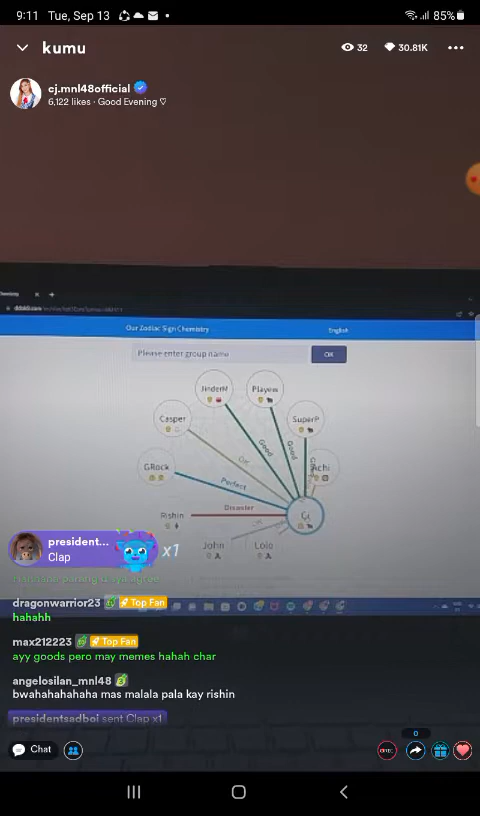 9:11 Tue, Sep 13
85%
kumu
32
30.81K
cj.mnl48official
6,122 likes · Good Evening ♡
Our Zodiac Sign Chemistry
English
Please enter group name
OK
JinderM
Playew
Casper
SuperP
Good
Good
OK
Achi
GRock
Perfect
Disaster
Rishin
Cj
John
Loie
president...
Clap
x1
dragonwarrior23 Top Fan
hahahh
max212223 Top Fan
ayy goods pero may memes hahah char
angelosilan_mnl48
bwahahahahaha mas malala pala kay rishin
presidentsadboi sent Clap x1
0
Chat